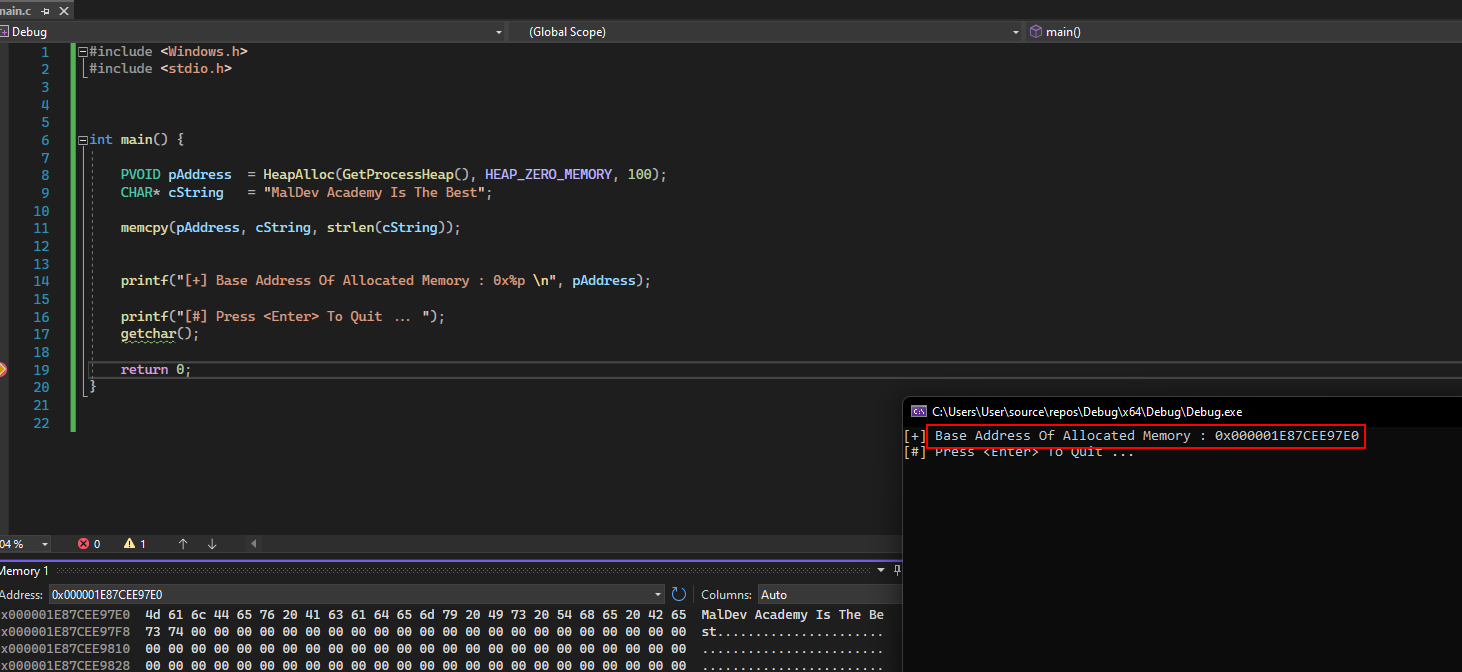 main.c
Debug (Global Scope) main()
1 #include <Windows.h>
2 #include <stdio.h>
3
4
5
6 int main() {
7
8 PVOID pAddress = HeapAlloc(GetProcessHeap(), HEAP_ZERO_MEMORY, 100);
9 CHAR* cString = "MalDev Academy Is The Best";
10
11 memcpy(pAddress, cString, strlen(cString));
12
13
14 printf("[+] Base Address Of Allocated Memory : 0x%p \n", pAddress);
15
16 printf("[#] Press <Enter> To Quit ... ");
17 getchar();
18
19 return 0;
20 }
21
22
C:\Users\User\source\repos\Debug\x64\Debug\Debug.exe
[+] Base Address Of Allocated Memory : 0x000001E87CEE97E0
[#] Press <Enter> To Quit ...
04 % 0 1
Memory 1
Address: 0x000001E87CEE97E0 Columns: Auto
x000001E87CEE97E0 4d 61 6c 44 65 76 20 41 63 61 64 65 6d 79 20 49 73 20 54 68 65 20 42 65 MalDev Academy Is The Be
x000001E87CEE97F8 73 74 00 00 00 00 00 00 00 00 00 00 00 00 00 00 00 00 00 00 00 00 00 00 st......................
x000001E87CEE9810 00 00 00 00 00 00 00 00 00 00 00 00 00 00 00 00 00 00 00 00 00 00 00 00 ........................
x000001E87CEE9828 00 00 00 00 00 00 00 00 00 00 00 00 00 00 00 00 00 00 00 00 00 00 00 00 ........................